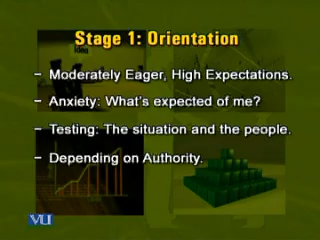 Stage 1: Orientation
– Moderately Eager, High Expectations.
– Anxiety: What's expected of me?
– Testing: The situation and the people.
– Depending on Authority.
VU